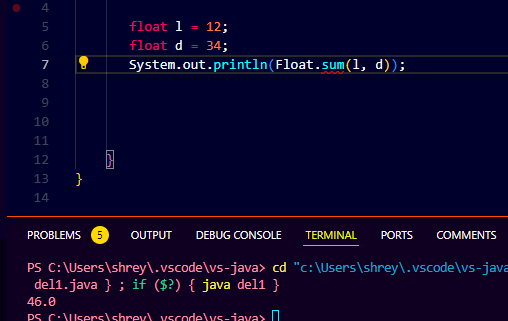 4
5 float l = 12;
6 float d = 34;
7 System.out.println(Float.sum(l, d));
8
9
10
11
12 }
13 }
14
PROBLEMS 5 OUTPUT DEBUG CONSOLE TERMINAL PORTS COMMENTS
PS C:\Users\shrey\.vscode\vs-java> cd "c:\Users\shrey\.vscode\vs-java
del1.java } ; if ($?) { java del1 }
46.0
PS C:\Users\shrey\.vscode\vs-java>